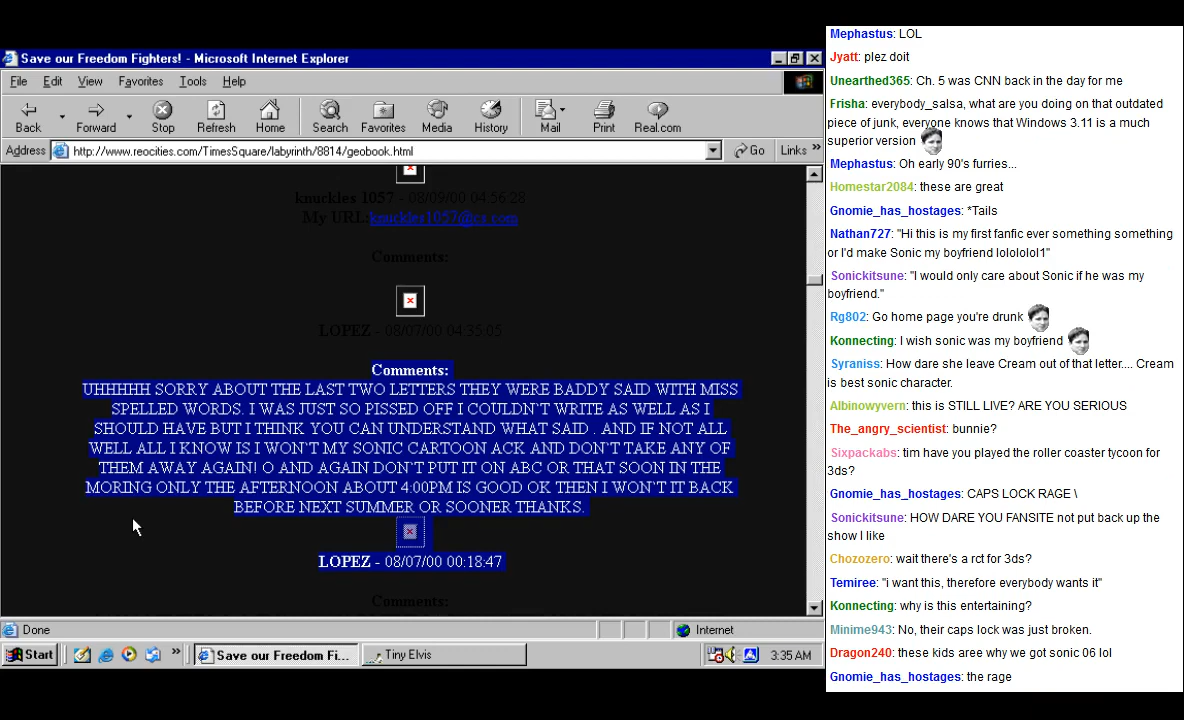 Save our Freedom Fighters! - Microsoft Internet Explorer
File Edit View Favorites Tools Help
Back Forward Stop Refresh Home Search Favorites Media History Mail Print Real.com
Address http://www.reocities.com/TimesSquare/labyrinth/8814/geobook.html Go Links »
knuckles 1057 - 08/09/00 04:56:28
My URL:knuckles1057@cs.com
Comments:
LOPEZ - 08/07/00 04:35:05
Comments:
UHHHHH SORRY ABOUT THE LAST TWO LETTERS THEY WERE BADDY SAID WITH MISS
SPELLED WORDS. I WAS JUST SO PISSED OFF I COULDN`T WRITE AS WELL AS I
SHOULD HAVE BUT I THINK YOU CAN UNDERSTAND WHAT SAID . AND IF NOT ALL
WELL ALL I KNOW IS I WON`T MY SONIC CARTOON ACK AND DON`T TAKE ANY OF
THEM AWAY AGAIN! O AND AGAIN DON`T PUT IT ON ABC OR THAT SOON IN THE
MORING ONLY THE AFTERNOON ABOUT 4:00PM IS GOOD OK THEN I WON`T IT BACK
BEFORE NEXT SUMMER OR SOONER THANKS.
LOPEZ - 08/07/00 00:18:47
Comments:
Done Internet
Start » Save our Freedom Fi... Tiny Elvis 3:35 AM
Mephastus: LOL
Jyatt: plez doit
Unearthed365: Ch. 5 was CNN back in the day for me
Frisha: everybody_salsa, what are you doing on that outdated
piece of junk, everyone knows that Windows 3.11 is a much
superior version
Mephastus: Oh early 90's furries...
Homestar2084: these are great
Gnomie_has_hostages: *Tails
Nathan727: "Hi this is my first fanfic ever something something
or I'd make Sonic my boyfriend lolololol1"
Sonickitsune: "I would only care about Sonic if he was my
boyfriend."
Rg802: Go home page you're drunk
Konnecting: I wish sonic was my boyfriend
Syraniss: How dare she leave Cream out of that letter.... Cream
is best sonic character.
Albinowyvern: this is STILL LIVE? ARE YOU SERIOUS
The_angry_scientist: bunnie?
Sixpackabs: tim have you played the roller coaster tycoon for
3ds?
Gnomie_has_hostages: CAPS LOCK RAGE \
Sonickitsune: HOW DARE YOU FANSITE not put back up the
show I like
Chozozero: wait there's a rct for 3ds?
Temiree: "i want this, therefore everybody wants it"
Konnecting: why is this entertaining?
Minime943: No, their caps lock was just broken.
Dragon240: these kids aree why we got sonic 06 lol
Gnomie_has_hostages: the rage